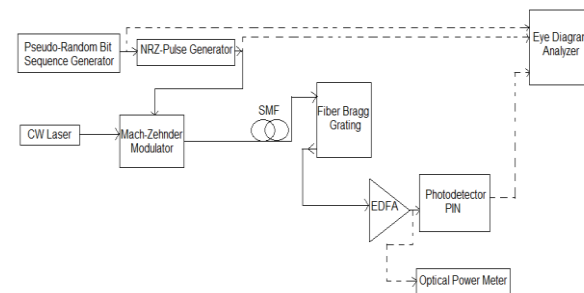 Pseudo-Random Bit
Sequence Generator
NRZ-Pulse Generator
Eye Diagram
Analyzer
CW Laser
Mach-Zehnder
Modulator
SMF
Fiber Bragg
Grating
EDFA
Photodetector
PIN
Optical Power Meter